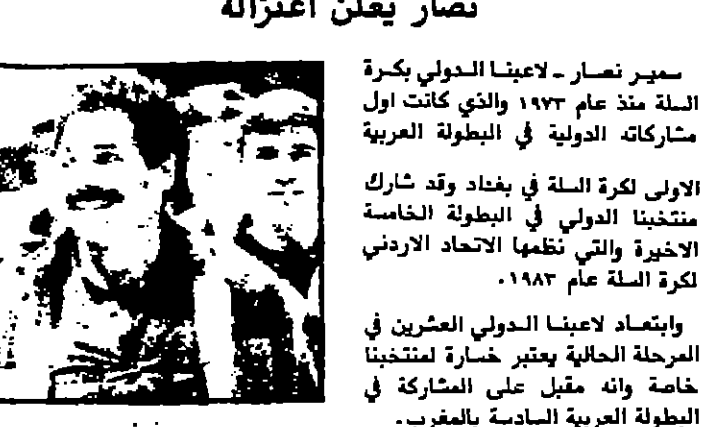 نصار يعلن اعتزاله
سمير نصار ـ لاعبنا الدولي بكرة
السلة منذ عام ١٩٧٣ والذي كانت اول
مشاركاته الدولية في البطولة العربية
الاولى لكرة السلة في بغداد وقد شارك
منتخبنا الدولي في البطولة الخامسة
الاخيرة والتي نظمها الاتحاد الاردني
لكرة السلة عام ١٩٨٣.
وابتعاد لاعبنا الدولي العشرين في
المرحلة الحالية يعتبر خسارة لمنتخبنا
خاصة وانه مقبل على المشاركة في
البطولة العربية السادسة بالمغرب.